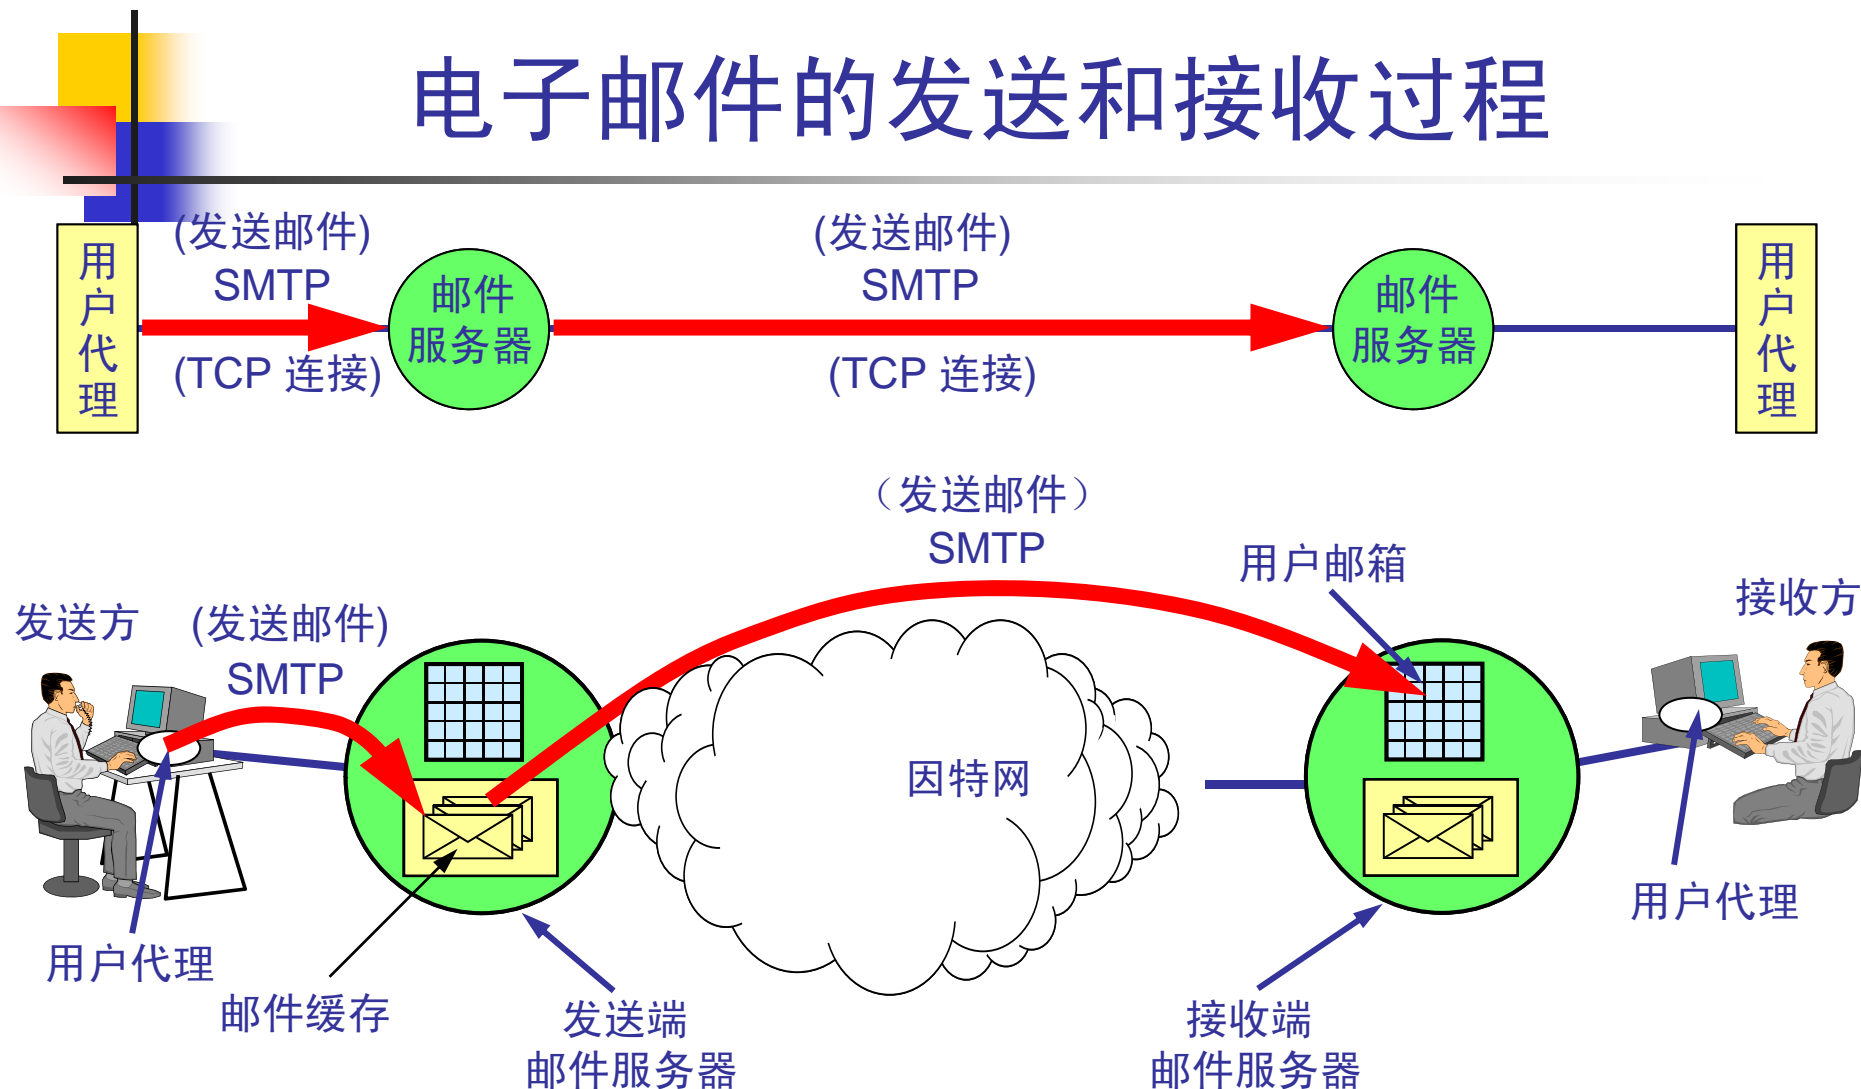 电子邮件的发送和接收过程
(发送邮件)
SMTP
(TCP 连接)
(发送邮件)
SMTP
(TCP 连接)
用户代理
邮件
服务器
邮件
服务器
用户代理
（发送邮件）
SMTP
用户邮箱
发送方
(发送邮件)
SMTP
接收方
因特网
用户代理
用户代理
邮件缓存
发送端
邮件服务器
接收端
邮件服务器